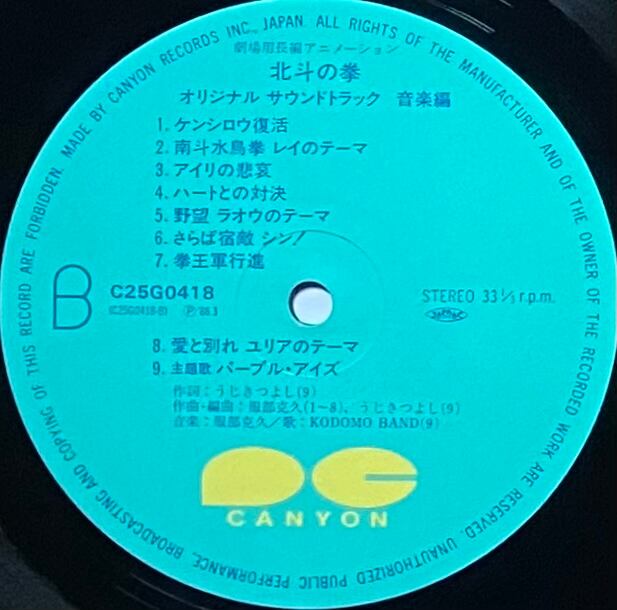 MADE BY CANYON RECORDS INC., JAPAN. ALL RIGHTS OF THE MANUFACTURER AND OF THE OWNER OF THE RECORDED WORK ARE RESERVED. UNAUTHORIZED PUBLIC PERFORMANCE, BROADCASTING AND COPYING OF THIS RECORD ARE FORBIDDEN.
劇場用長編アニメーション
北斗の拳
オリジナル サウンドトラック 音楽編
1. ケンシロウ復活
2. 南斗水鳥拳 レイのテーマ
3. アイリの悲哀
4. ハートとの対決
5. 野望 ラオウのテーマ
6. さらば宿敵 シン!
7. 拳王軍行進
B
C25G0418
(C25G0418-B) Ⓟ'86.3
STEREO 33⅓ r.p.m.
8. 愛と別れ ユリアのテーマ
9. 主題歌 パープル・アイズ
作詞:うじきつよし(9)
作曲・編曲:服部克久(1~8)、うじきつよし(9)
音楽:服部克久/歌:KODOMO BAND(9)
CANYON